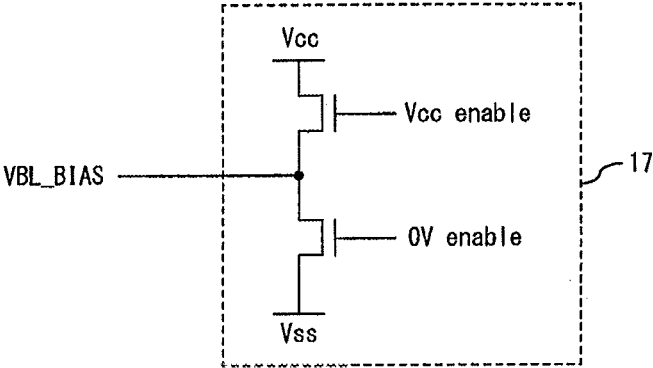 Vcc
Vcc enable
17
VBL_BIAS
0V enable
Vss